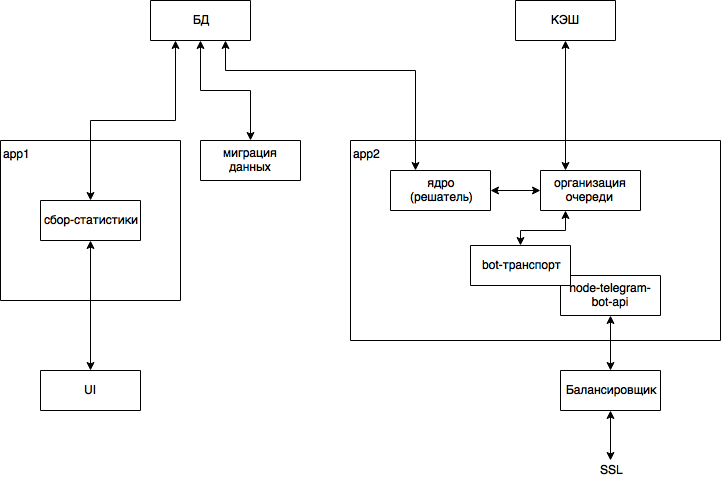 БД
КЭШ
app1
миграция
данных
app2
ядро
(решатель)
организация
очереди
сбор-статистики
bot-транспорт
node-telegram-
bot-api
UI
Балансировщик
SSL